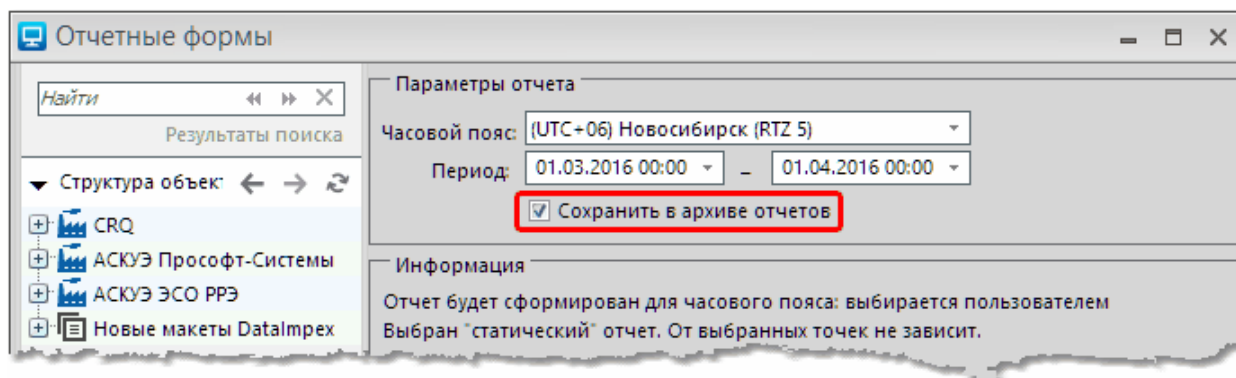 Отчетные формы
Найти
Результаты поиска
Структура объек
CRQ
АСКУЭ Прософт-Системы
АСКУЭ ЭСО РРЭ
Новые макеты DataImpex
Параметры отчета
Часовой пояс: (UTC+06) Новосибирск (RTZ 5)
Период: 01.03.2016 00:00 – 01.04.2016 00:00
Сохранить в архиве отчетов
Информация
Отчет будет сформирован для часового пояса: выбирается пользователем
Выбран "статический" отчет. От выбранных точек не зависит.